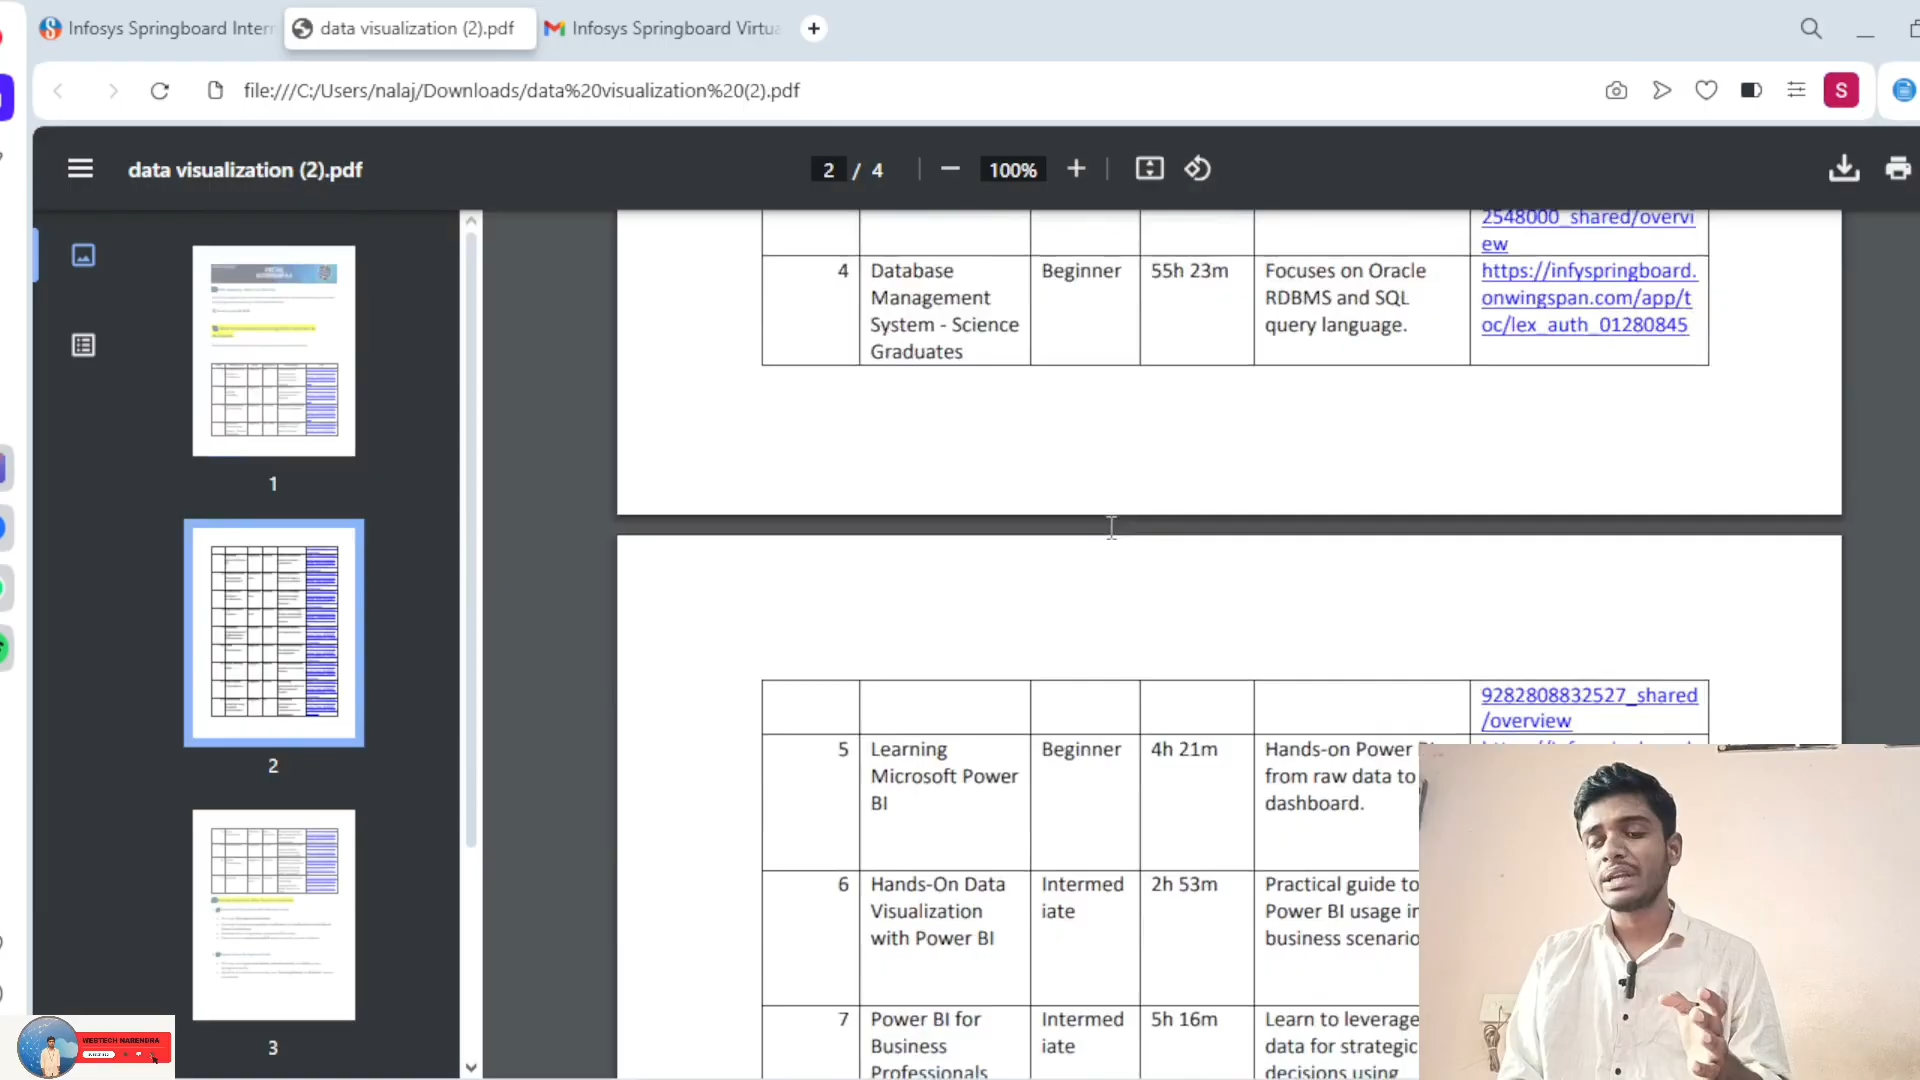 Infosys Springboard Inter
data visualization (2).pdf
Infosys Springboard Virtua
file:///C:/Users/nalaj/Downloads/data%20visualization%20(2).pdf
S
data visualization (2).pdf
2 / 4
100%
1
2
3
2548000_shared/overvi
ew
4
Database
Management
System - Science
Graduates
Beginner
55h 23m
Focuses on Oracle
RDBMS and SQL
query language.
https://infyspringboard.
onwingspan.com/app/t
oc/lex_auth_01280845
9282808832527_shared
/overview
5
Learning
Microsoft Power
BI
Beginner
4h 21m
Hands-on Power
from raw data to
dashboard.
6
Hands-On Data
Visualization
with Power BI
Intermed
iate
2h 53m
Practical guide to
Power BI usage in
business scenario
7
Power BI for
Business
Professionals
Intermed
iate
5h 16m
Learn to leverage
data for strategic
decisions using
WEBTECH NARENDRA